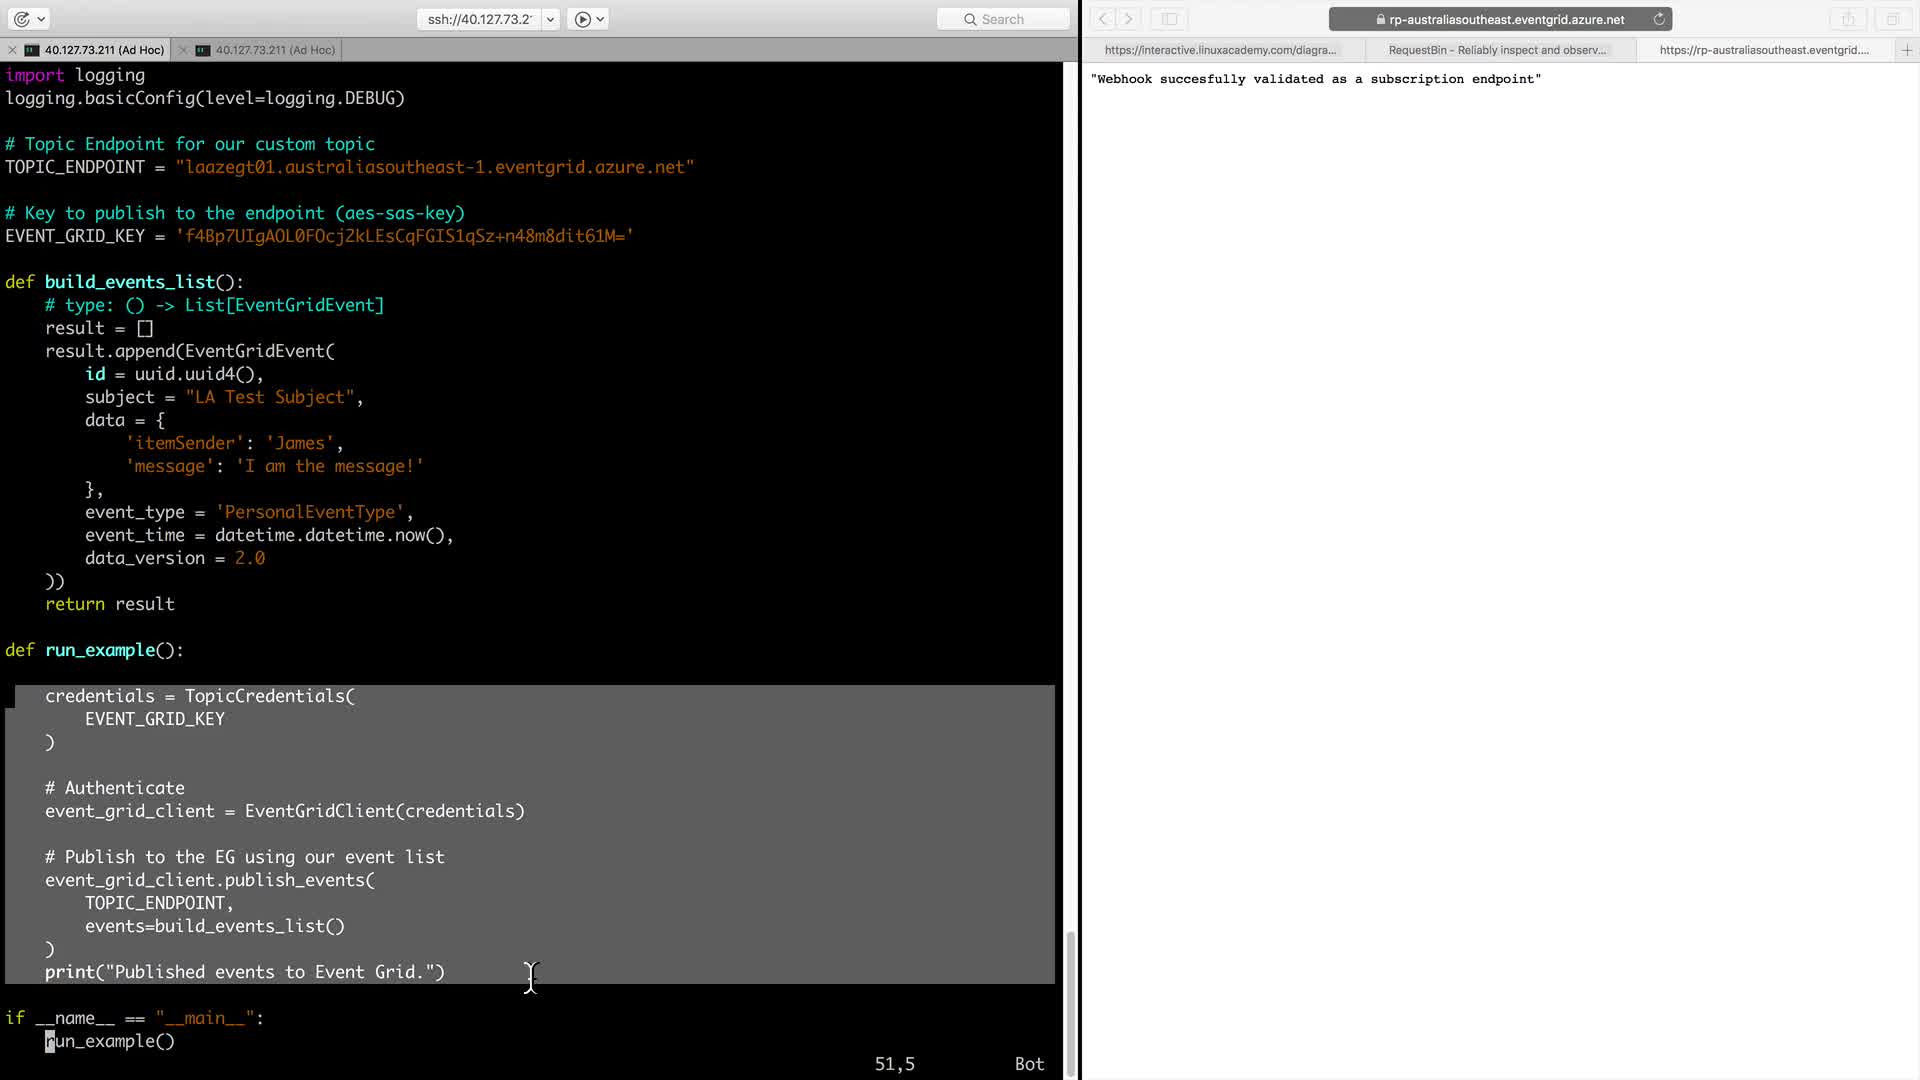 ssh://40.127.73.2
Search
40.127.73.211 (Ad Hoc)
40.127.73.211 (Ad Hoc)
import logging
logging.basicConfig(level=logging.DEBUG)
# Topic Endpoint for our custom topic
TOPIC_ENDPOINT = "laazegt01.australiasoutheast-1.eventgrid.azure.net"
# Key to publish to the endpoint (aes-sas-key)
EVENT_GRID_KEY = 'f4Bp7UIgAOL0FOcj2kLEsCqFGIS1qSz+n48m8dit61M='
def build_events_list():
    # type: () -> List[EventGridEvent]
    result = []
    result.append(EventGridEvent(
        id = uuid.uuid4(),
        subject = "LA Test Subject",
        data = {
            'itemSender': 'James',
            'message': 'I am the message!'
        },
        event_type = 'PersonalEventType',
        event_time = datetime.datetime.now(),
        data_version = 2.0
    ))
    return result
def run_example():
    credentials = TopicCredentials(
        EVENT_GRID_KEY
    )
    # Authenticate
    event_grid_client = EventGridClient(credentials)
    # Publish to the EG using our event list
    event_grid_client.publish_events(
        TOPIC_ENDPOINT,
        events=build_events_list()
    )
    print("Published events to Event Grid.")
if __name__ == "__main__":
    run_example()
51,5 Bot
rp-australiasoutheast.eventgrid.azure.net
https://interactive.linuxacademy.com/diagra...
RequestBin - Reliably inspect and observ...
https://rp-australiasoutheast.eventgrid....
"Webhook succesfully validated as a subscription endpoint"